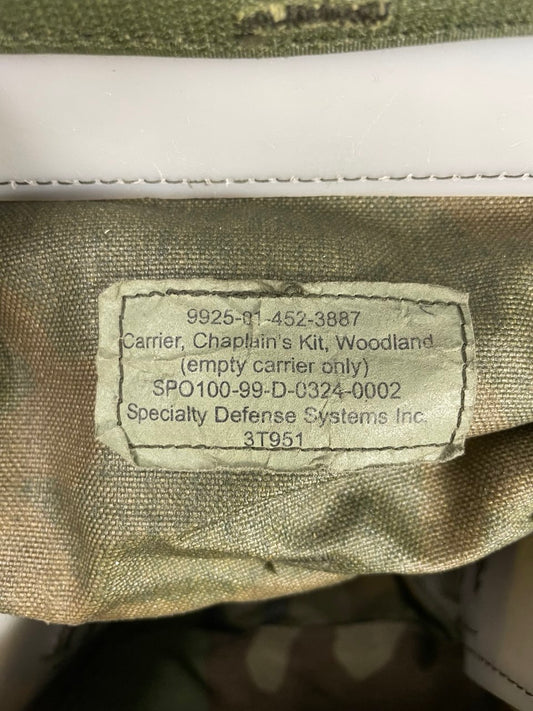 9925-01-452-3887
Carrier, Chaplain's Kit, Woodland
(empty carrier only)
SPO100-99-D-0324-0002
Specialty Defense Systems Inc.
3T951